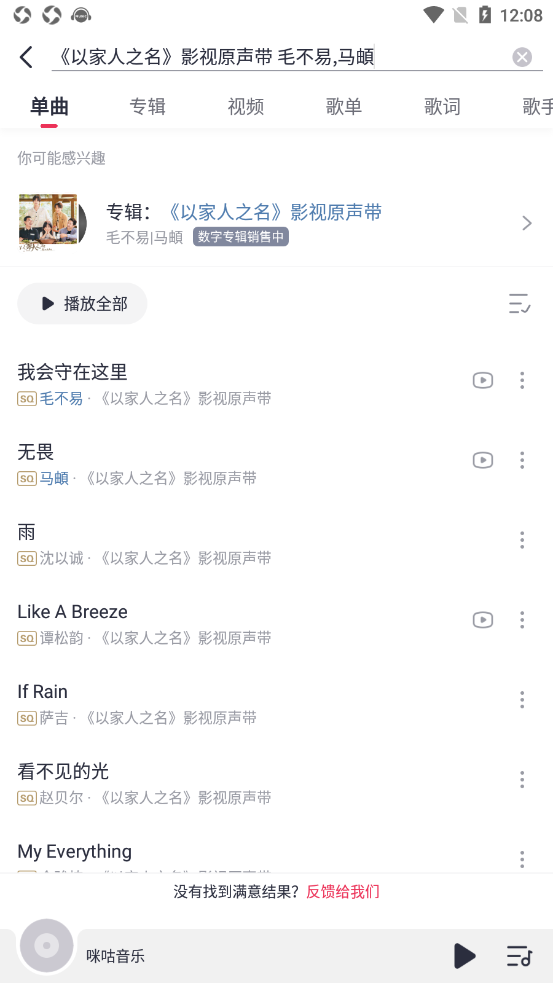 12:08
《以家人之名》影视原声带 毛不易,马頔
单曲 专辑 视频 歌单 歌词 歌手
你可能感兴趣
专辑：《以家人之名》影视原声带
毛不易|马頔 数字专辑销售中
播放全部
我会守在这里
SQ 毛不易 · 《以家人之名》影视原声带
无畏
SQ 马頔 · 《以家人之名》影视原声带
雨
SQ 沈以诚 · 《以家人之名》影视原声带
Like A Breeze
SQ 谭松韵 · 《以家人之名》影视原声带
If Rain
SQ 萨吉 · 《以家人之名》影视原声带
看不见的光
SQ 赵贝尔 · 《以家人之名》影视原声带
My Everything
没有找到满意结果？反馈给我们
咪咕音乐